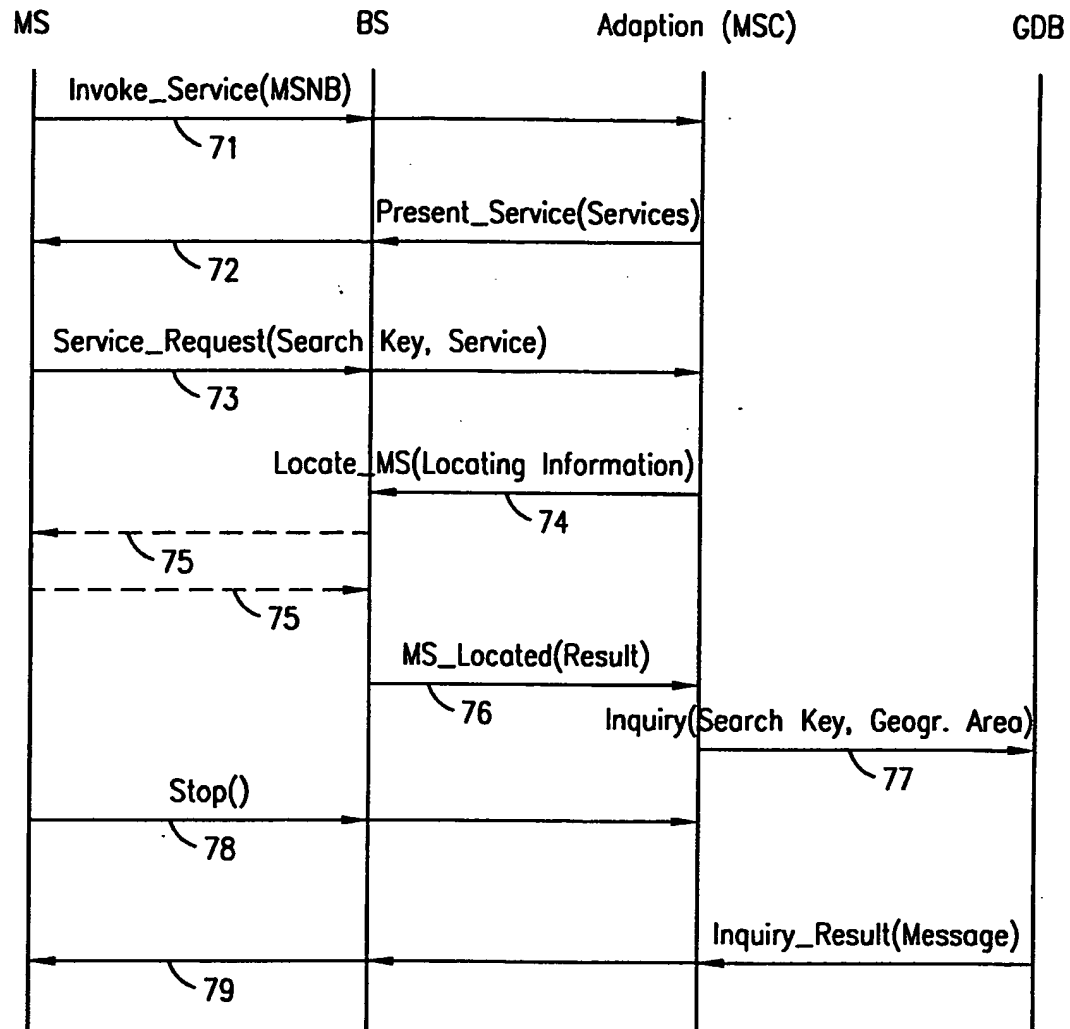 MS BS Adaption (MSC) GDB
Invoke_Service(MSNB)
71
Present_Service(Services)
72
Service_Request(Search Key, Service)
73
Locate_MS(Locating Information)
74
75
75
MS_Located(Result)
76
Inquiry(Search Key, Geogr. Area)
77
Stop()
78
Inquiry_Result(Message)
79